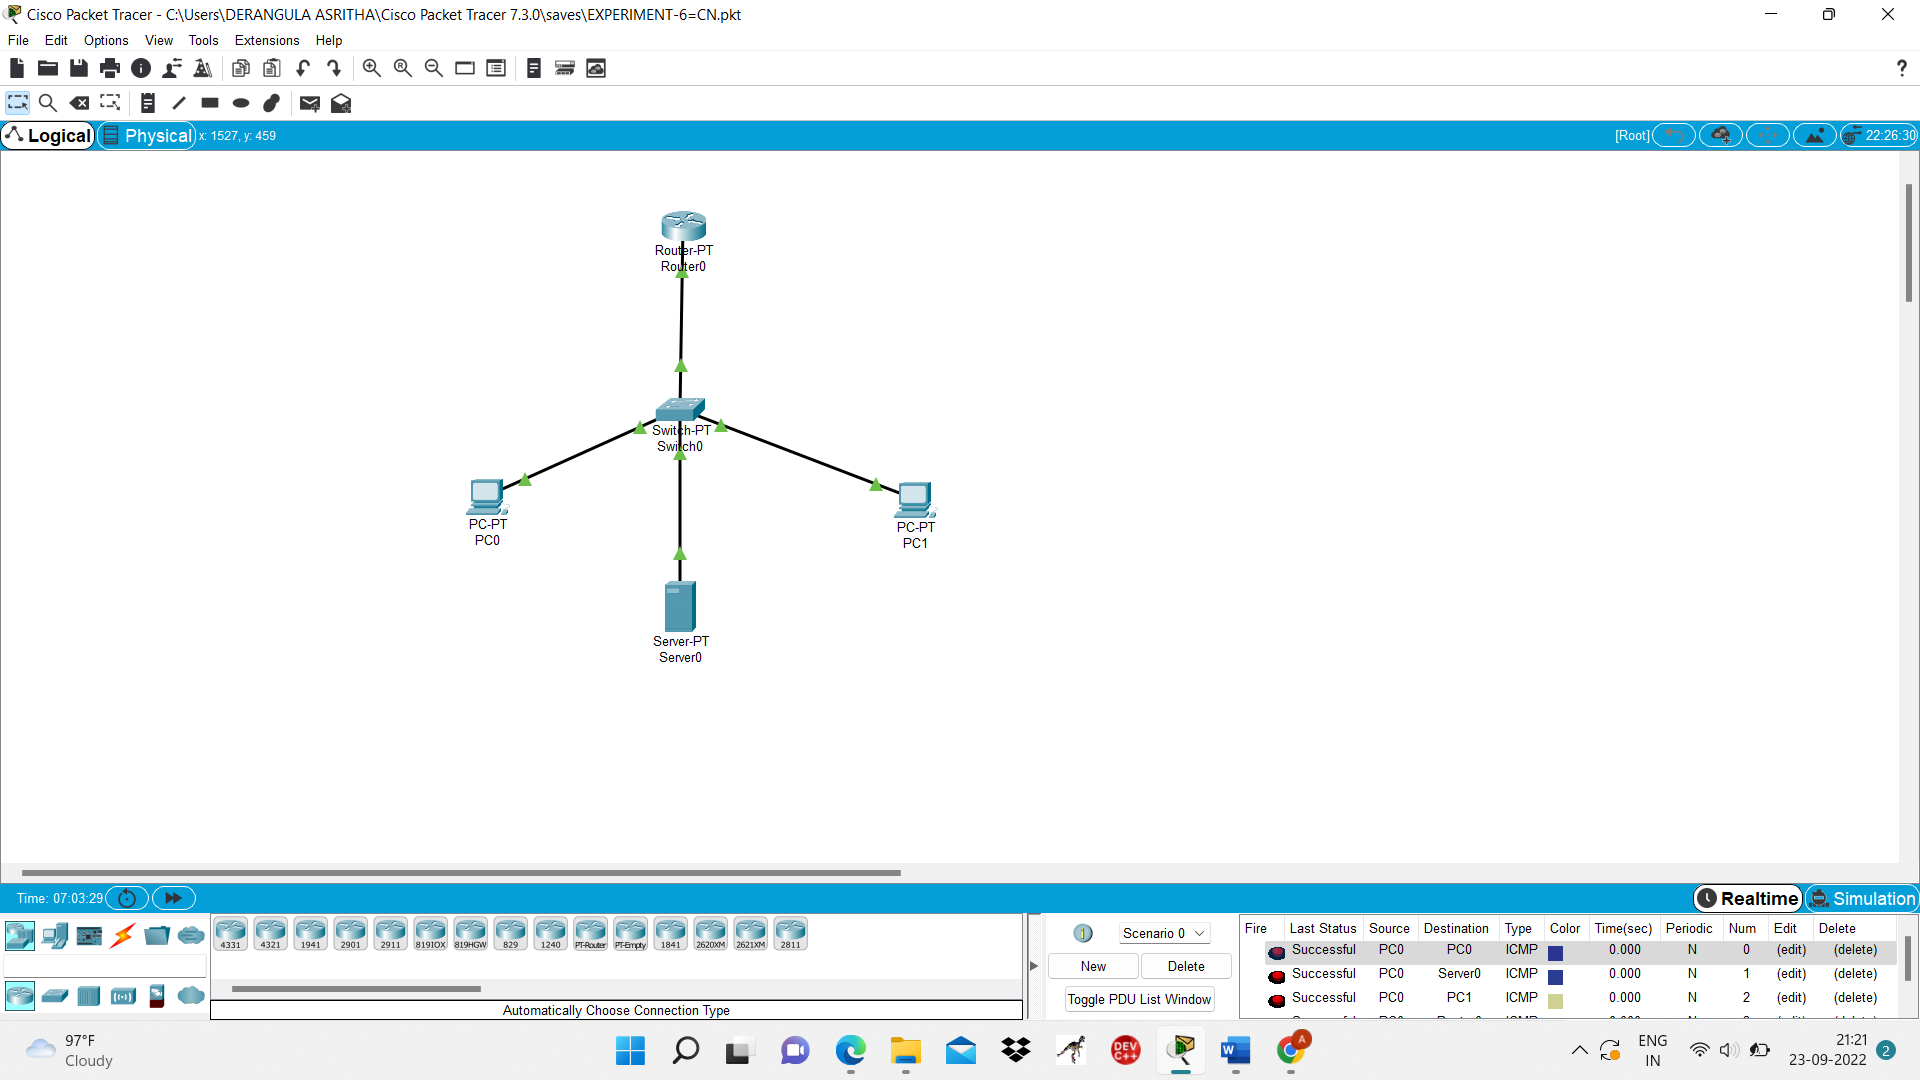 Cisco Packet Tracer - C:\Users\DERANGULA ASRITHA\Cisco Packet Tracer 7.3.0\saves\EXPERIMENT-6=CN.pkt
File Edit Options View Tools Extensions Help
?
Logical Physical x: 1527, y: 459 [Root] 22:26:30
Router-PT
Router0
Switch-PT
Switch0
PC-PT
PC0
PC-PT
PC1
Server-PT
Server0
Time: 07:03:29 Realtime Simulation
4331 4321 1941 2901 2911 819IOX 819HGW 829 1240 PT-Router PT-Empty 1841 2620XM 2621XM 2811
Automatically Choose Connection Type
Scenario 0
New Delete
Toggle PDU List Window
Fire Last Status Source Destination Type Color Time(sec) Periodic Num Edit Delete
Successful PC0 PC0 ICMP 0.000 N 0 (edit) (delete)
Successful PC0 Server0 ICMP 0.000 N 1 (edit) (delete)
Successful PC0 PC1 ICMP 0.000 N 2 (edit) (delete)
97°F
Cloudy
DEV C++
A
ENG
IN
21:21
23-09-2022
2